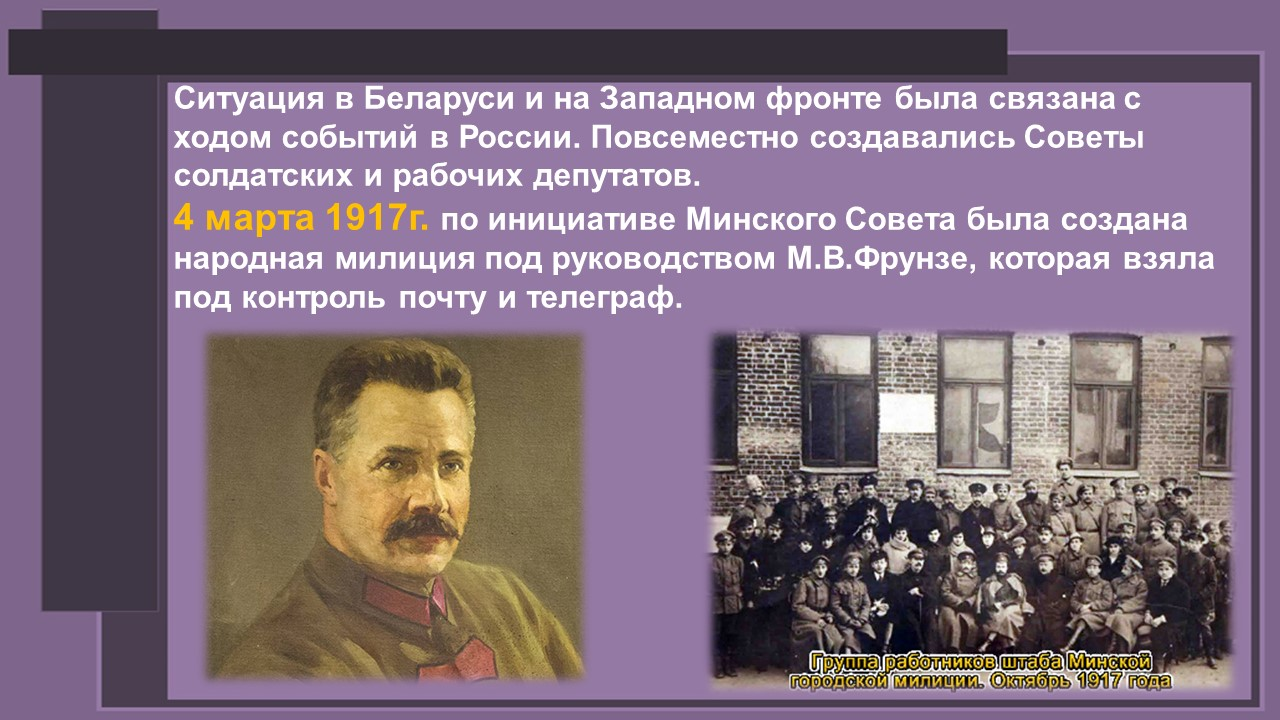 Ситуация в Беларуси и на Западном фронте была связана с
ходом событий в России. Повсеместно создавались Советы
солдатских и рабочих депутатов.
4 марта 1917г. по инициативе Минского Совета была создана
народная милиция под руководством М.В.Фрунзе, которая взяла
под контроль почту и телеграф.
Группа работников штаба Минской
городской милиции. Октябрь 1917 года